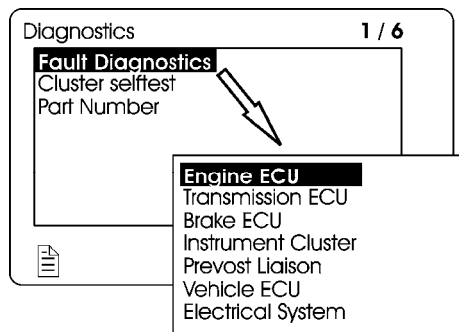 Diagnostics 1 / 6
Fault Diagnostics
Cluster selftest
Part Number
Engine ECU
Transmission ECU
Brake ECU
Instrument Cluster
Prevost Liaison
Vehicle ECU
Electrical System